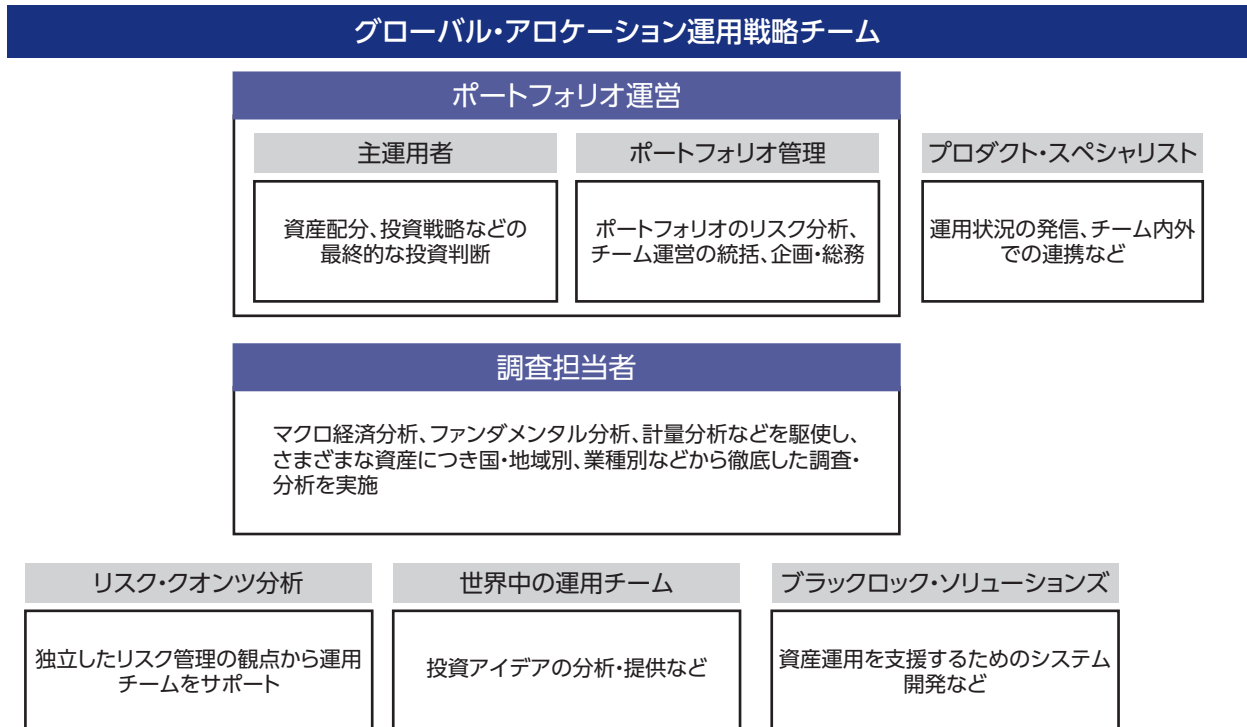 グローバル・アロケーション運用戦略チーム
ポートフォリオ運営
主運用者
資産配分、投資戦略などの
最終的な投資判断
ポートフォリオ管理
ポートフォリオのリスク分析、
チーム運営の統括、企画・総務
プロダクト・スペシャリスト
運用状況の発信、チーム内外
での連携など
調査担当者
マクロ経済分析、ファンダメンタル分析、計量分析などを駆使し、
さまざまな資産につき国・地域別、業種別などから徹底した調査・
分析を実施
リスク・クオンツ分析
独立したリスク管理の観点から運用
チームをサポート
世界中の運用チーム
投資アイデアの分析・提供など
ブラックロック・ソリューションズ
資産運用を支援するためのシステム
開発など